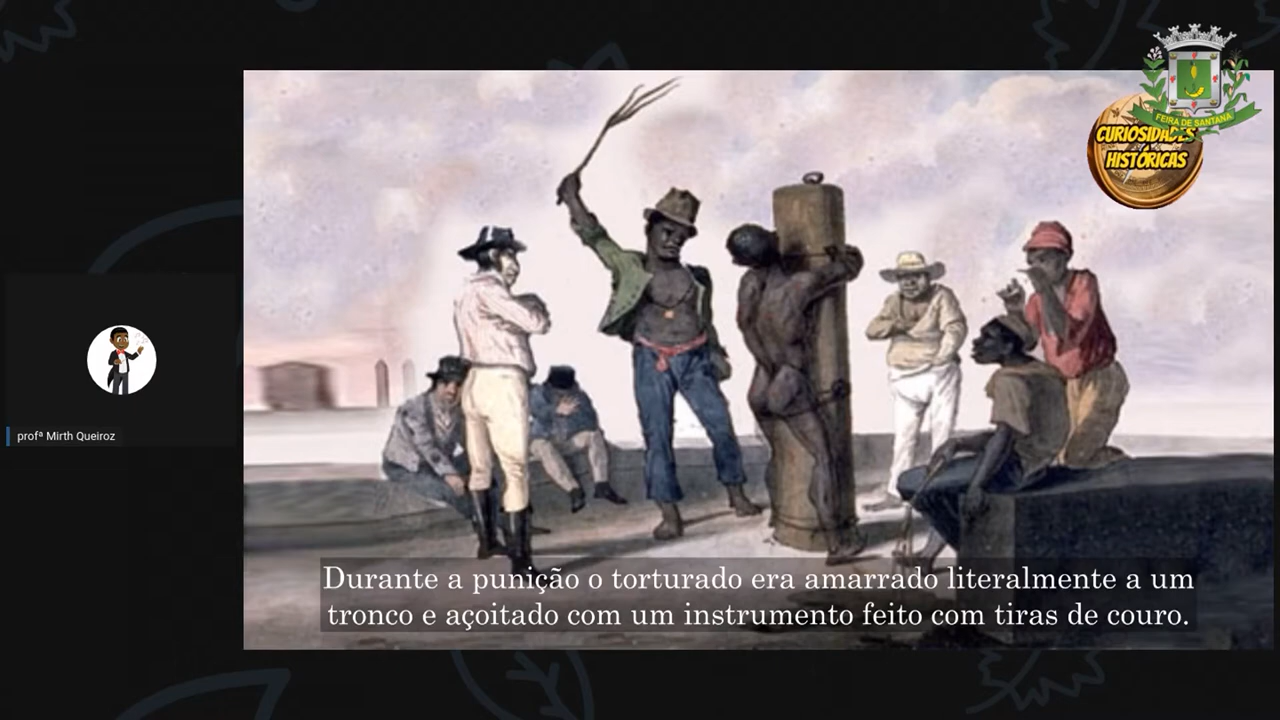 FEIRA DE SANTANA
CURIOSIDADES
HISTÓRICAS
profª Mirth Queiroz
Durante a punição o torturado era amarrado literalmente a um
tronco e açoitado com um instrumento feito com tiras de couro.